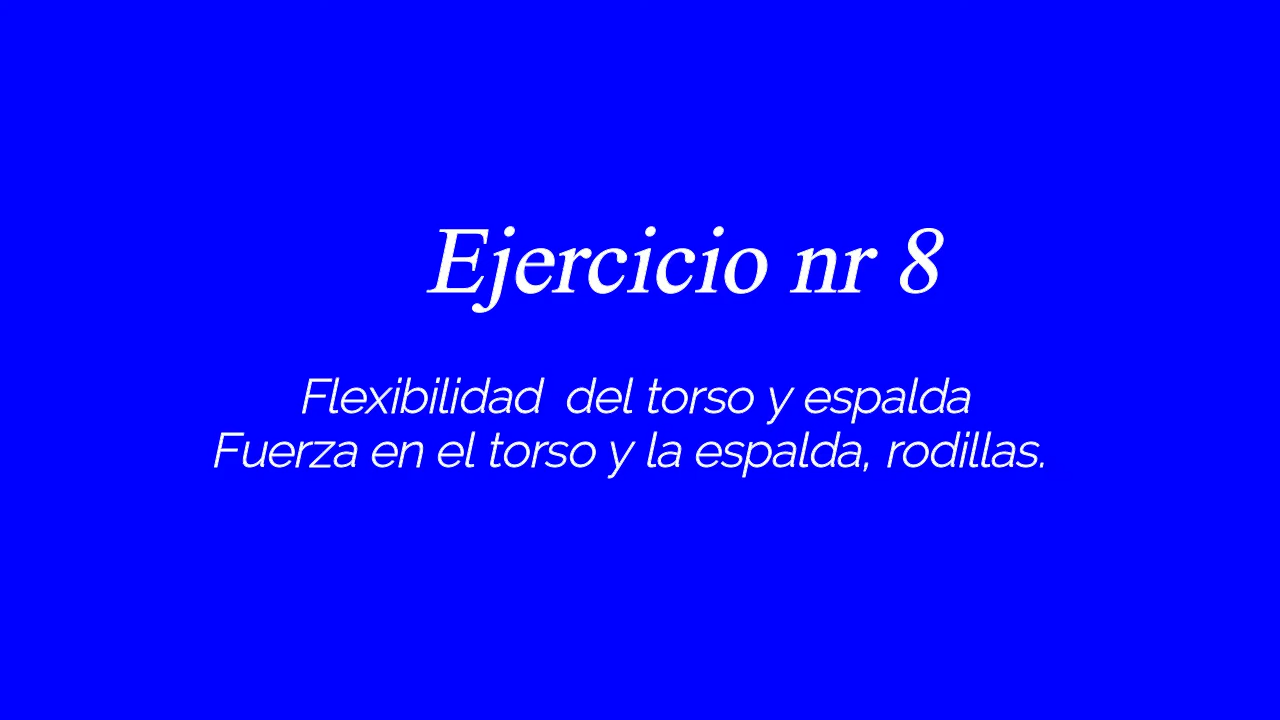 Ejercicio nr 8
Flexibilidad del torso y espalda
Fuerza en el torso y la espalda, rodillas.